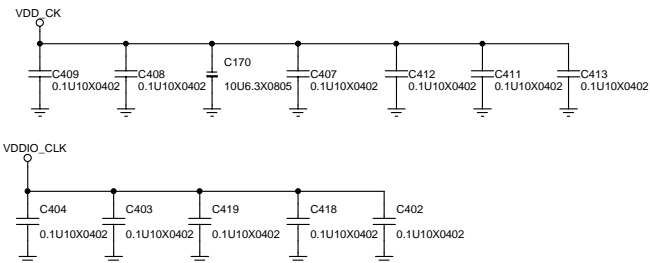 VDD_CK
C409
0.1U10X0402
C408
0.1U10X0402
C170
10U6.3X0805
C407
0.1U10X0402
C412
0.1U10X0402
C411
0.1U10X0402
C413
0.1U10X0402
VDDIO_CLK
C404
0.1U10X0402
C403
0.1U10X0402
C419
0.1U10X0402
C418
0.1U10X0402
C402
0.1U10X0402